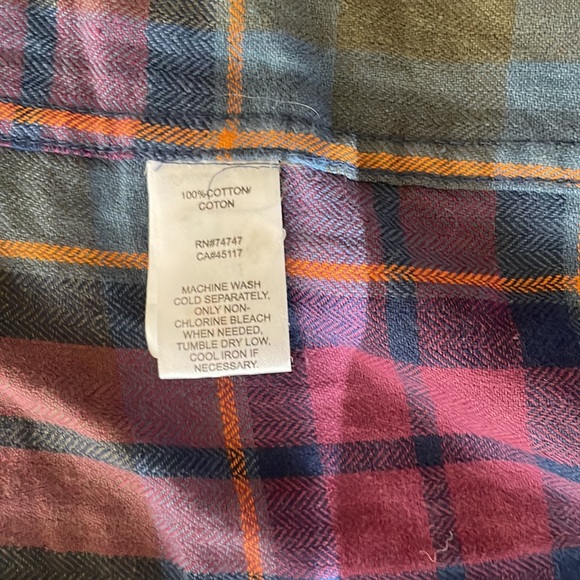 100%COTTON/
COTON
RN#74747
CA#45117
MACHINE WASH
COLD SEPARATELY,
ONLY NON-
CHLORINE BLEACH
WHEN NEEDED,
TUMBLE DRY LOW,
COOL IRON IF
NECESSARY.